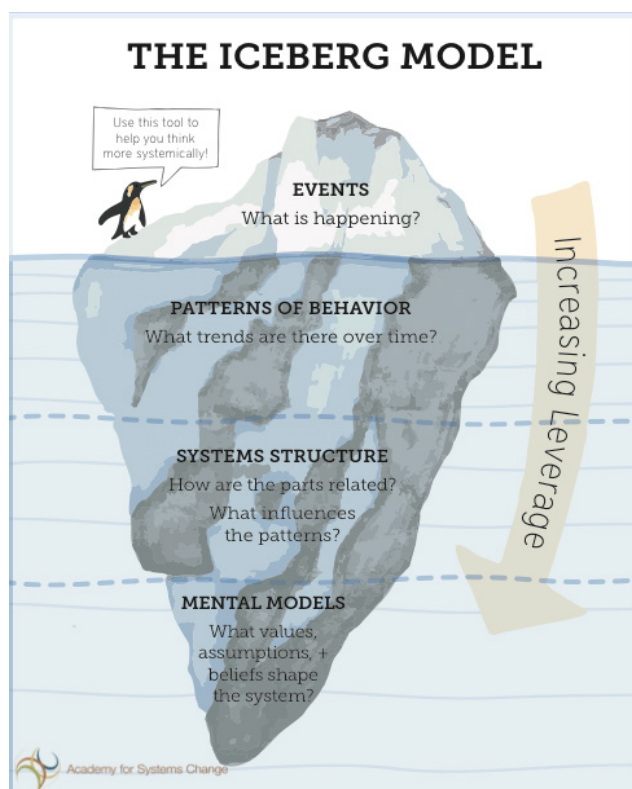 THE ICEBERG MODEL
Use this tool to
help you think
more systemically!
EVENTS
What is happening?
PATTERNS OF BEHAVIOR
What trends are there over time?
SYSTEMS STRUCTURE
How are the parts related?
What influences
the patterns?
MENTAL MODELS
What values,
assumptions, +
beliefs shape
the system?
Increasing Leverage
Academy for Systems Change